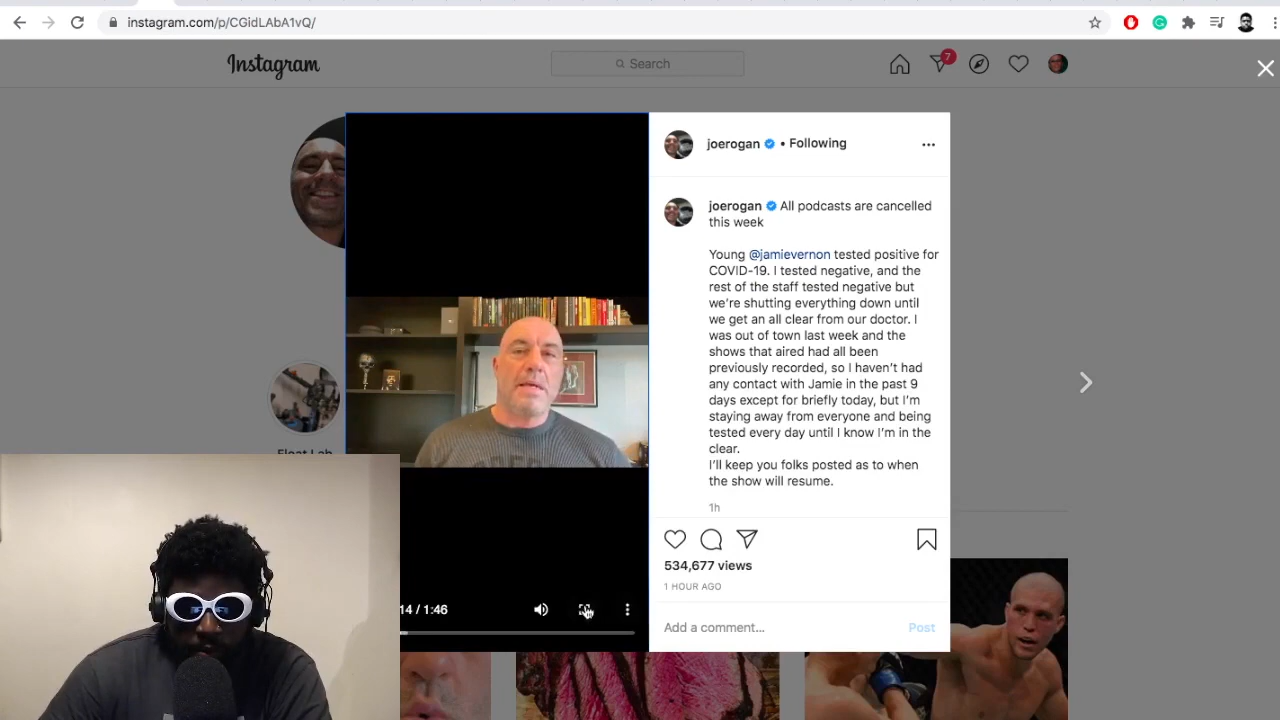 instagram.com/p/CGidLAbA1vQ/
Instagram
Search
7
joerogan • Following
joerogan All podcasts are cancelled
this week
Young @jamievernon tested positive for
COVID-19. I tested negative, and the
rest of the staff tested negative but
we're shutting everything down until
we get an all clear from our doctor. I
was out of town last week and the
shows that aired had all been
previously recorded, so I haven't had
any contact with Jamie in the past 9
days except for briefly today, but I'm
staying away from everyone and being
tested every day until I know I'm in the
clear.
I'll keep you folks posted as to when
the show will resume.
1h
534,677 views
1 HOUR AGO
14 / 1:46
Add a comment...
Post